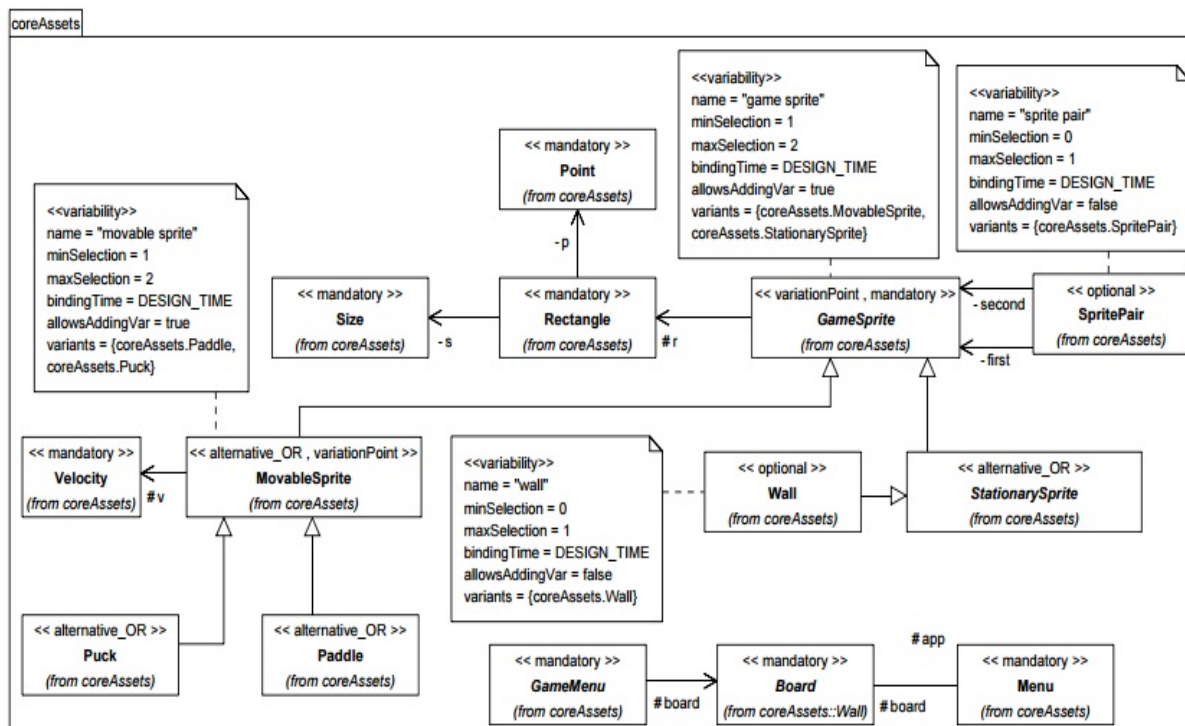 coreAssets
<<variability>>
name = "game sprite"
minSelection = 1
maxSelection = 2
bindingTime = DESIGN_TIME
allowsAddingVar = true
variants = {coreAssets.MovableSprite,
coreAssets.StationarySprite}
<<variability>>
name = "sprite pair"
minSelection = 0
maxSelection = 1
bindingTime = DESIGN_TIME
allowsAddingVar = false
variants = {coreAssets.SpritePair}
<< mandatory >>
Point
(from coreAssets)
<<variability>>
name = "movable sprite"
minSelection = 1
maxSelection = 2
bindingTime = DESIGN_TIME
allowsAddingVar = true
variants = {coreAssets.Paddle,
coreAssets.Puck}
- p
<< mandatory >>
Size
(from coreAssets)
- s
<< mandatory >>
Rectangle
(from coreAssets)
# r
<< variationPoint , mandatory >>
GameSprite
(from coreAssets)
- second
- first
<< optional >>
SpritePair
(from coreAssets)
<< mandatory >>
Velocity
(from coreAssets)
# v
<< alternative_OR , variationPoint >>
MovableSprite
(from coreAssets)
<<variability>>
name = "wall"
minSelection = 0
maxSelection = 1
bindingTime = DESIGN_TIME
allowsAddingVar = false
variants = {coreAssets.Wall}
<< optional >>
Wall
(from coreAssets)
<< alternative_OR >>
StationarySprite
(from coreAssets)
<< alternative_OR >>
Puck
(from coreAssets)
<< alternative_OR >>
Paddle
(from coreAssets)
<< mandatory >>
GameMenu
(from coreAssets)
# board
<< mandatory >>
Board
(from coreAssets::Wall)
# app
# board
<< mandatory >>
Menu
(from coreAssets)